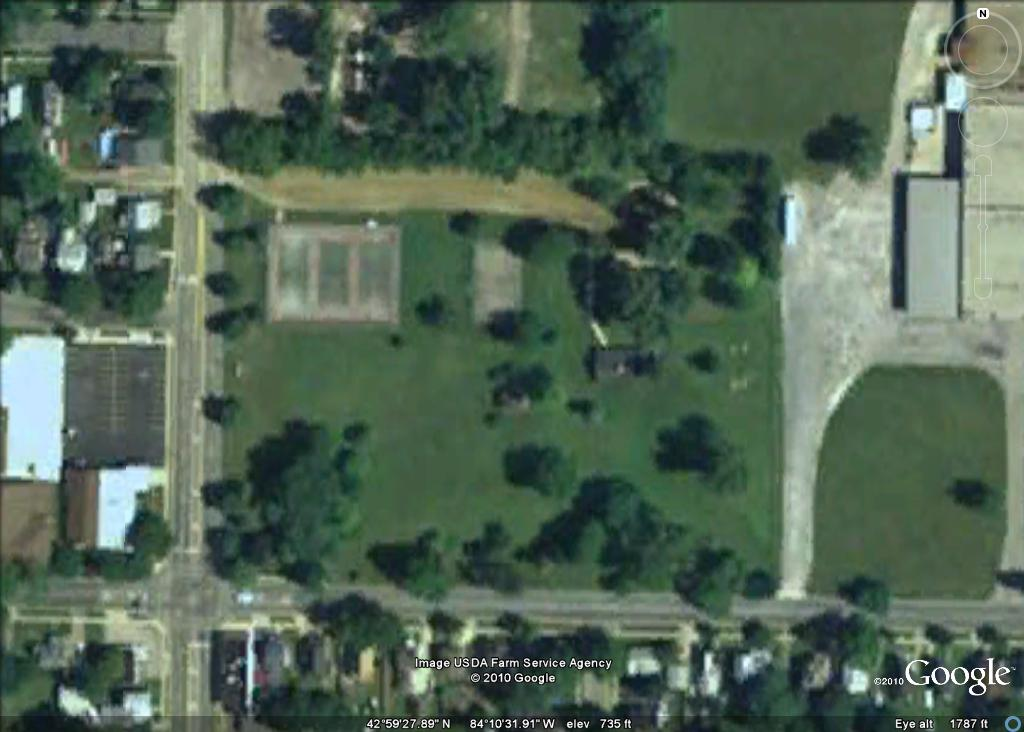 N
Image USDA Farm Service Agency
© 2010 Google
©2010 Google™
42°59'27.89" N 84°10'31.91" W elev 735 ft Eye alt 1787 ft